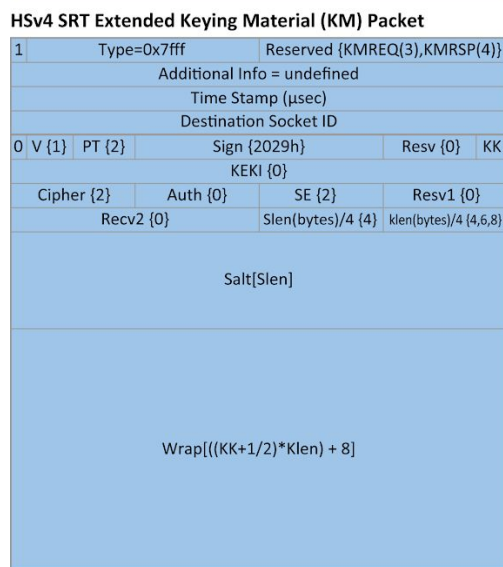 HSv4 SRT Extended Keying Material (KM) Packet
1 Type=0x7fff Reserved {KMREQ(3),KMRSP(4)}
Additional Info = undefined
Time Stamp (μsec)
Destination Socket ID
0 V {1} PT {2} Sign {2029h} Resv {0} KK
KEKI {0}
Cipher {2} Auth {0} SE {2} Resv1 {0}
Recv2 {0} Slen(bytes)/4 {4} klen(bytes)/4 {4,6,8}
Salt[Slen]
Wrap[((KK+1/2)*Klen) + 8]